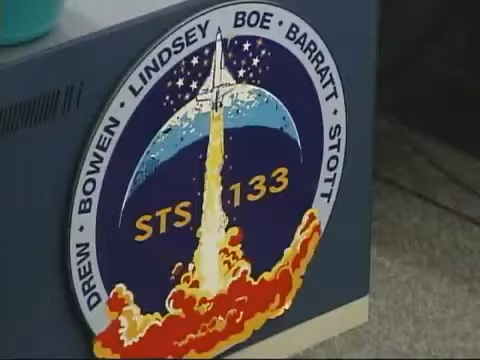 DREW · BOWEN · LINDSEY BOE · BARRATT · STOTT
STS 133